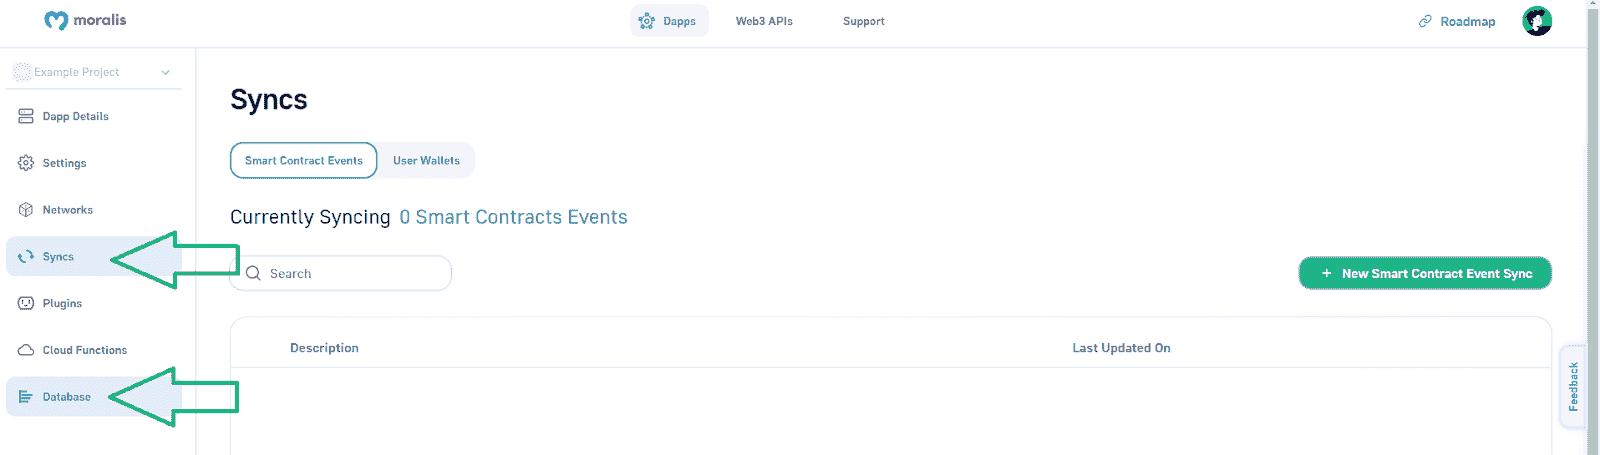 moralis
Dapps
Web3 APIs
Support
Roadmap
Example Project
Dapp Details
Settings
Networks
Syncs
Plugins
Cloud Functions
Database
Syncs
Smart Contract Events
User Wallets
Currently Syncing 0 Smart Contracts Events
Search
+ New Smart Contract Event Sync
Description
Last Updated On
Feedback